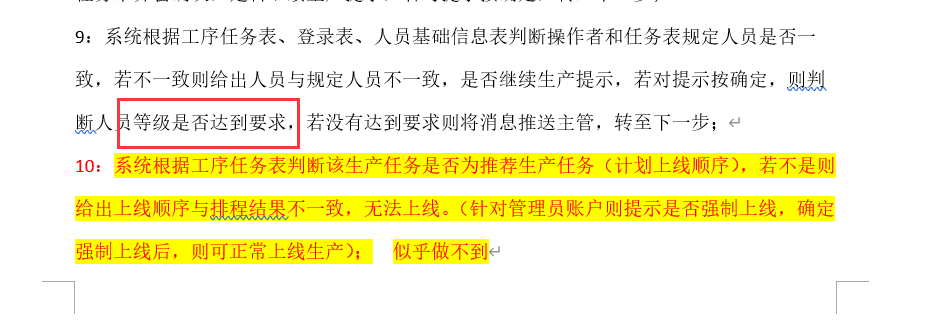 9：系统根据工序任务表、登录表、人员基础信息表判断操作者和任务表规定人员是否一
致，若不一致则给出人员与规定人员不一致，是否继续生产提示，若对提示按确定，则判
断人员等级是否达到要求，若没有达到要求则将消息推送主管，转至下一步；
10：系统根据工序任务表判断该生产任务是否为推荐生产任务（计划上线顺序），若不是则
给出上线顺序与排程结果不一致，无法上线。（针对管理员账户则提示是否强制上线，确定
强制上线后，则可正常上线生产）； 似乎做不到